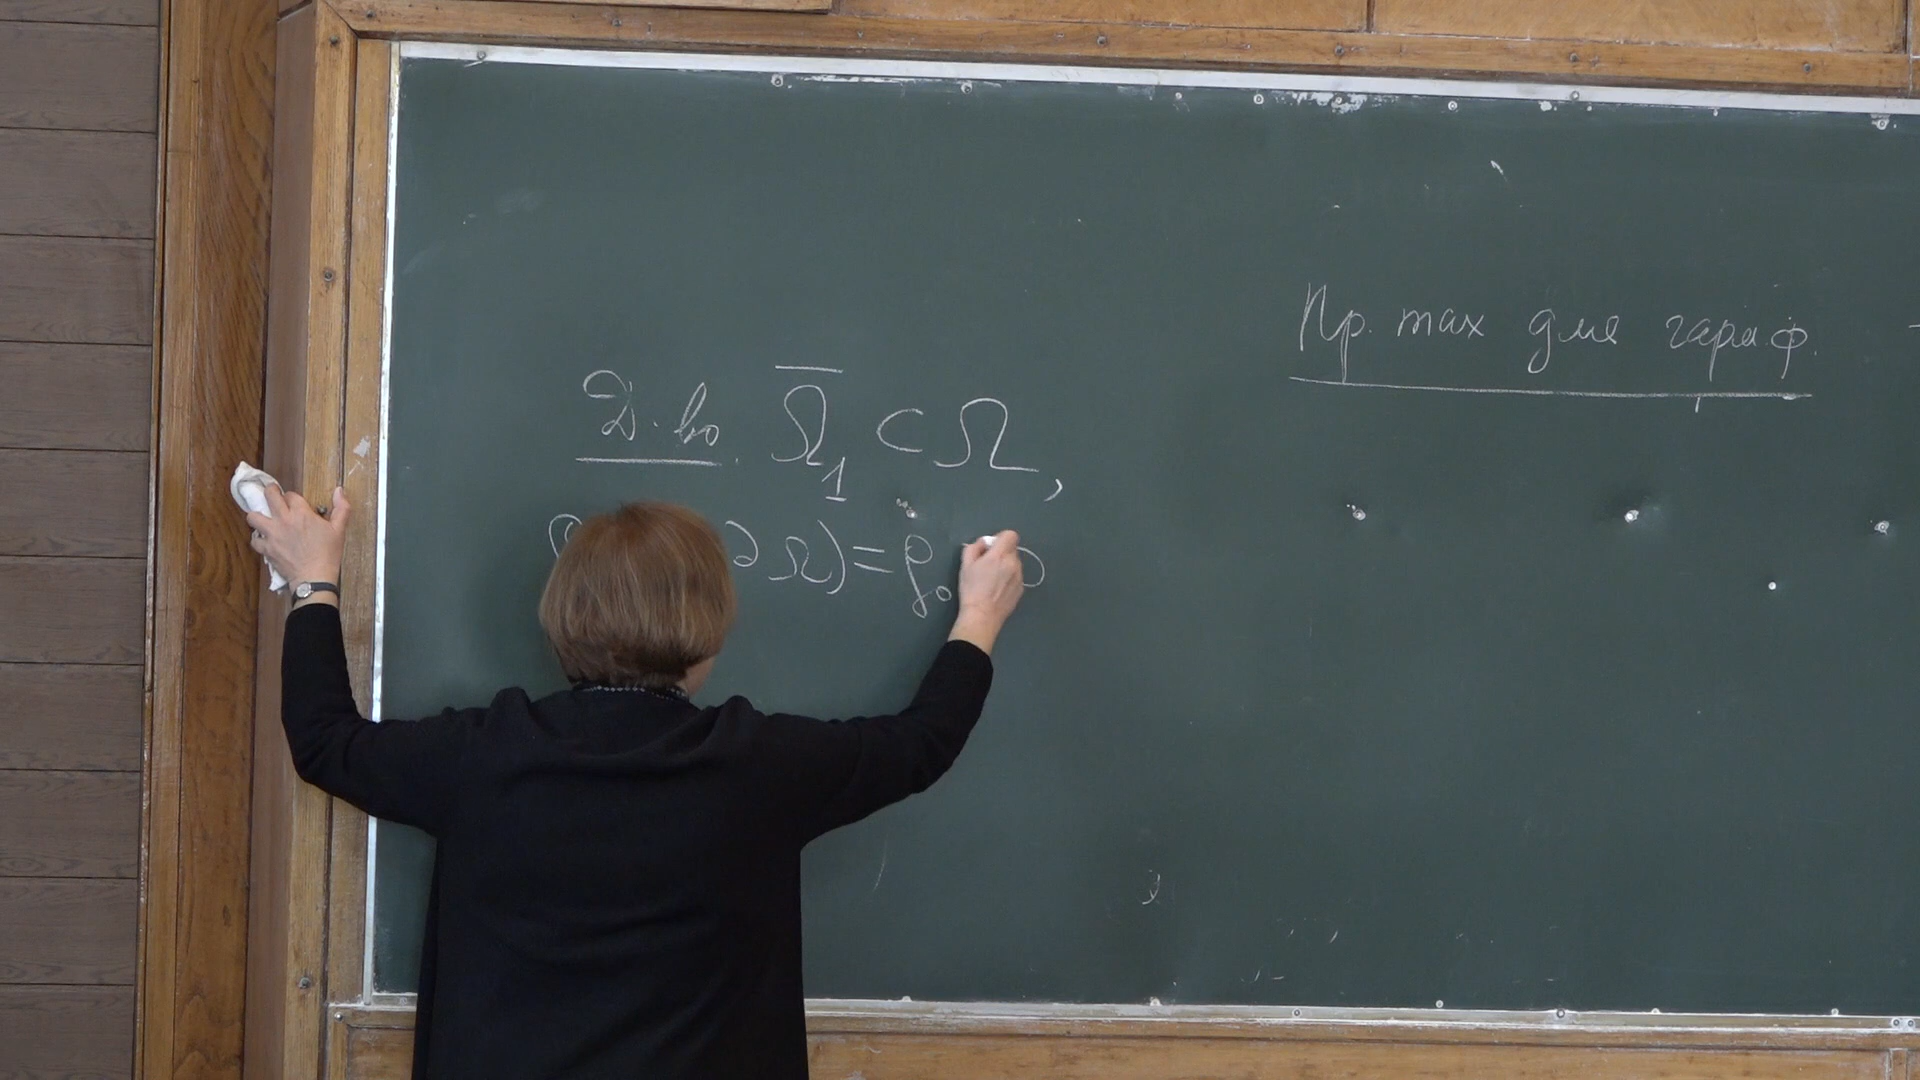 Д-во. Ω̅₁ ⊂ Ω,
∂Ω) = ρ₀ 0
Пр. max для гарм. ф.